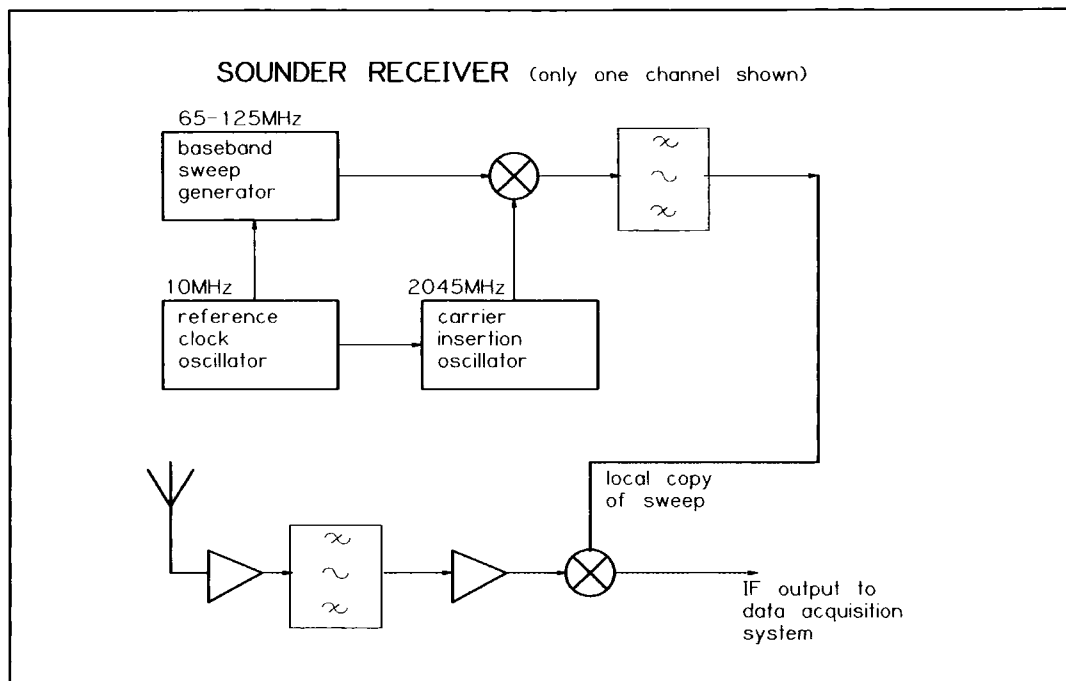 SOUNDER RECEIVER (only one channel shown)
65-125MHz
baseband
sweep
generator
10MHz
reference
clock
oscillator
2045MHz
carrier
insertion
oscillator
local copy
of sweep
IF output to
data acquisition
system